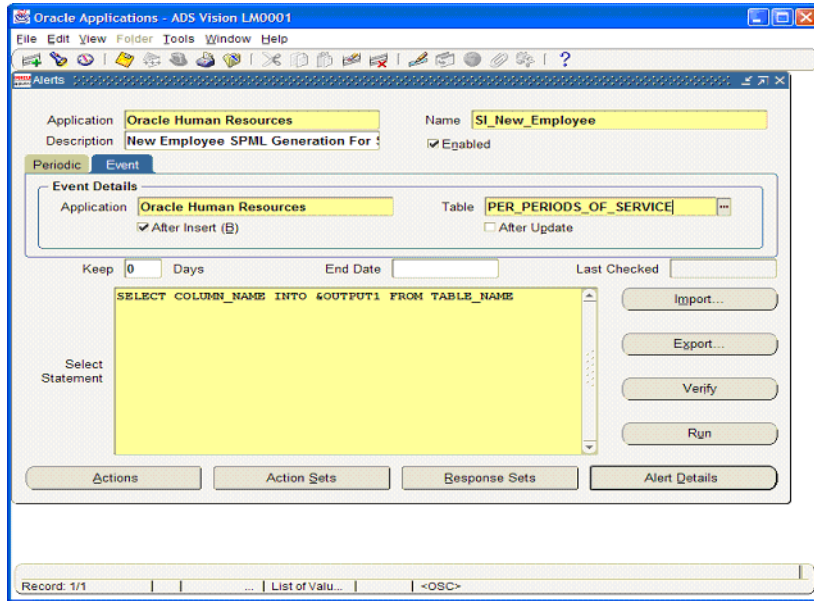 Oracle Applications - ADS Vision LM0001
File Edit View Folder Tools Window Help
Alerts
Application Oracle Human Resources Name SI_New_Employee
Description New Employee SPML Generation For Enabled
Periodic Event
Event Details
Application Oracle Human Resources Table PER_PERIODS_OF_SERVICE ...
After Insert (B) After Update
Keep 0 Days End Date Last Checked
SELECT COLUMN_NAME INTO &OUTPUT1 FROM TABLE_NAME
Import...
Export...
Select
Statement
Verify
Run
Actions Action Sets Response Sets Alert Details
Record: 1/1 ... List of Valu... <OSC>